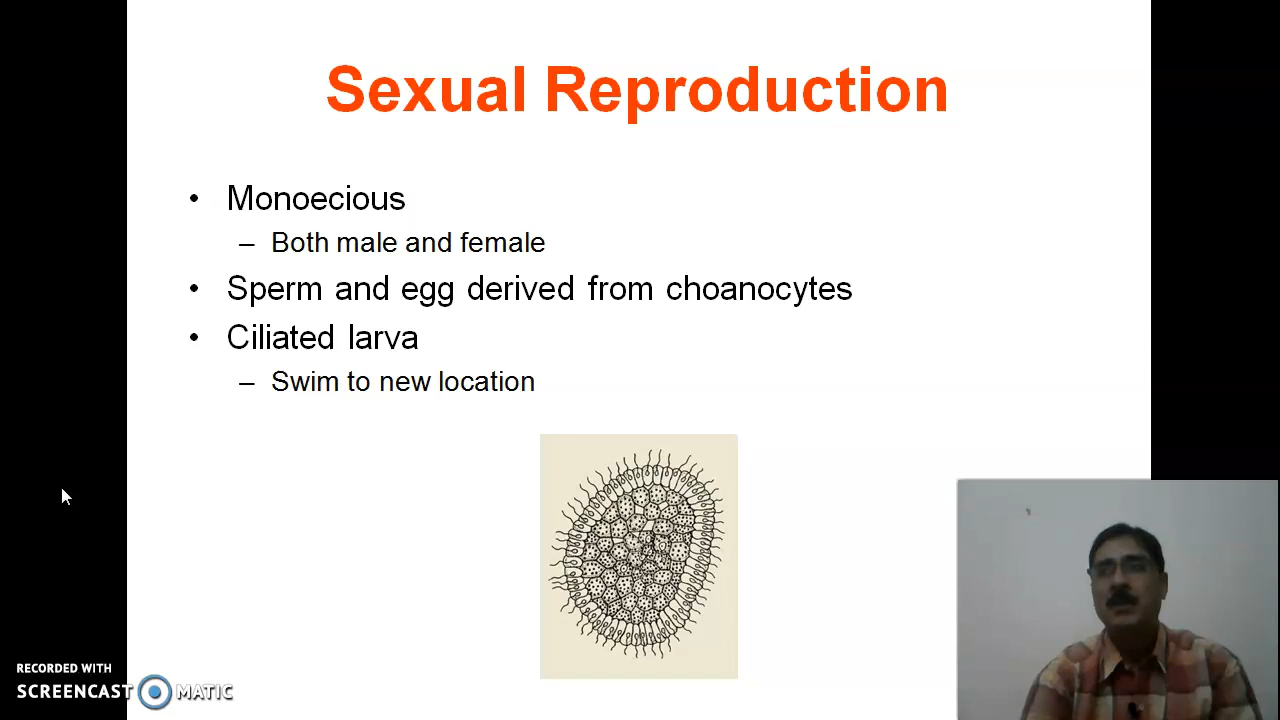 Sexual Reproduction
• Monoecious
– Both male and female
• Sperm and egg derived from choanocytes
• Ciliated larva
– Swim to new location
RECORDED WITH
SCREENCAST MATIC